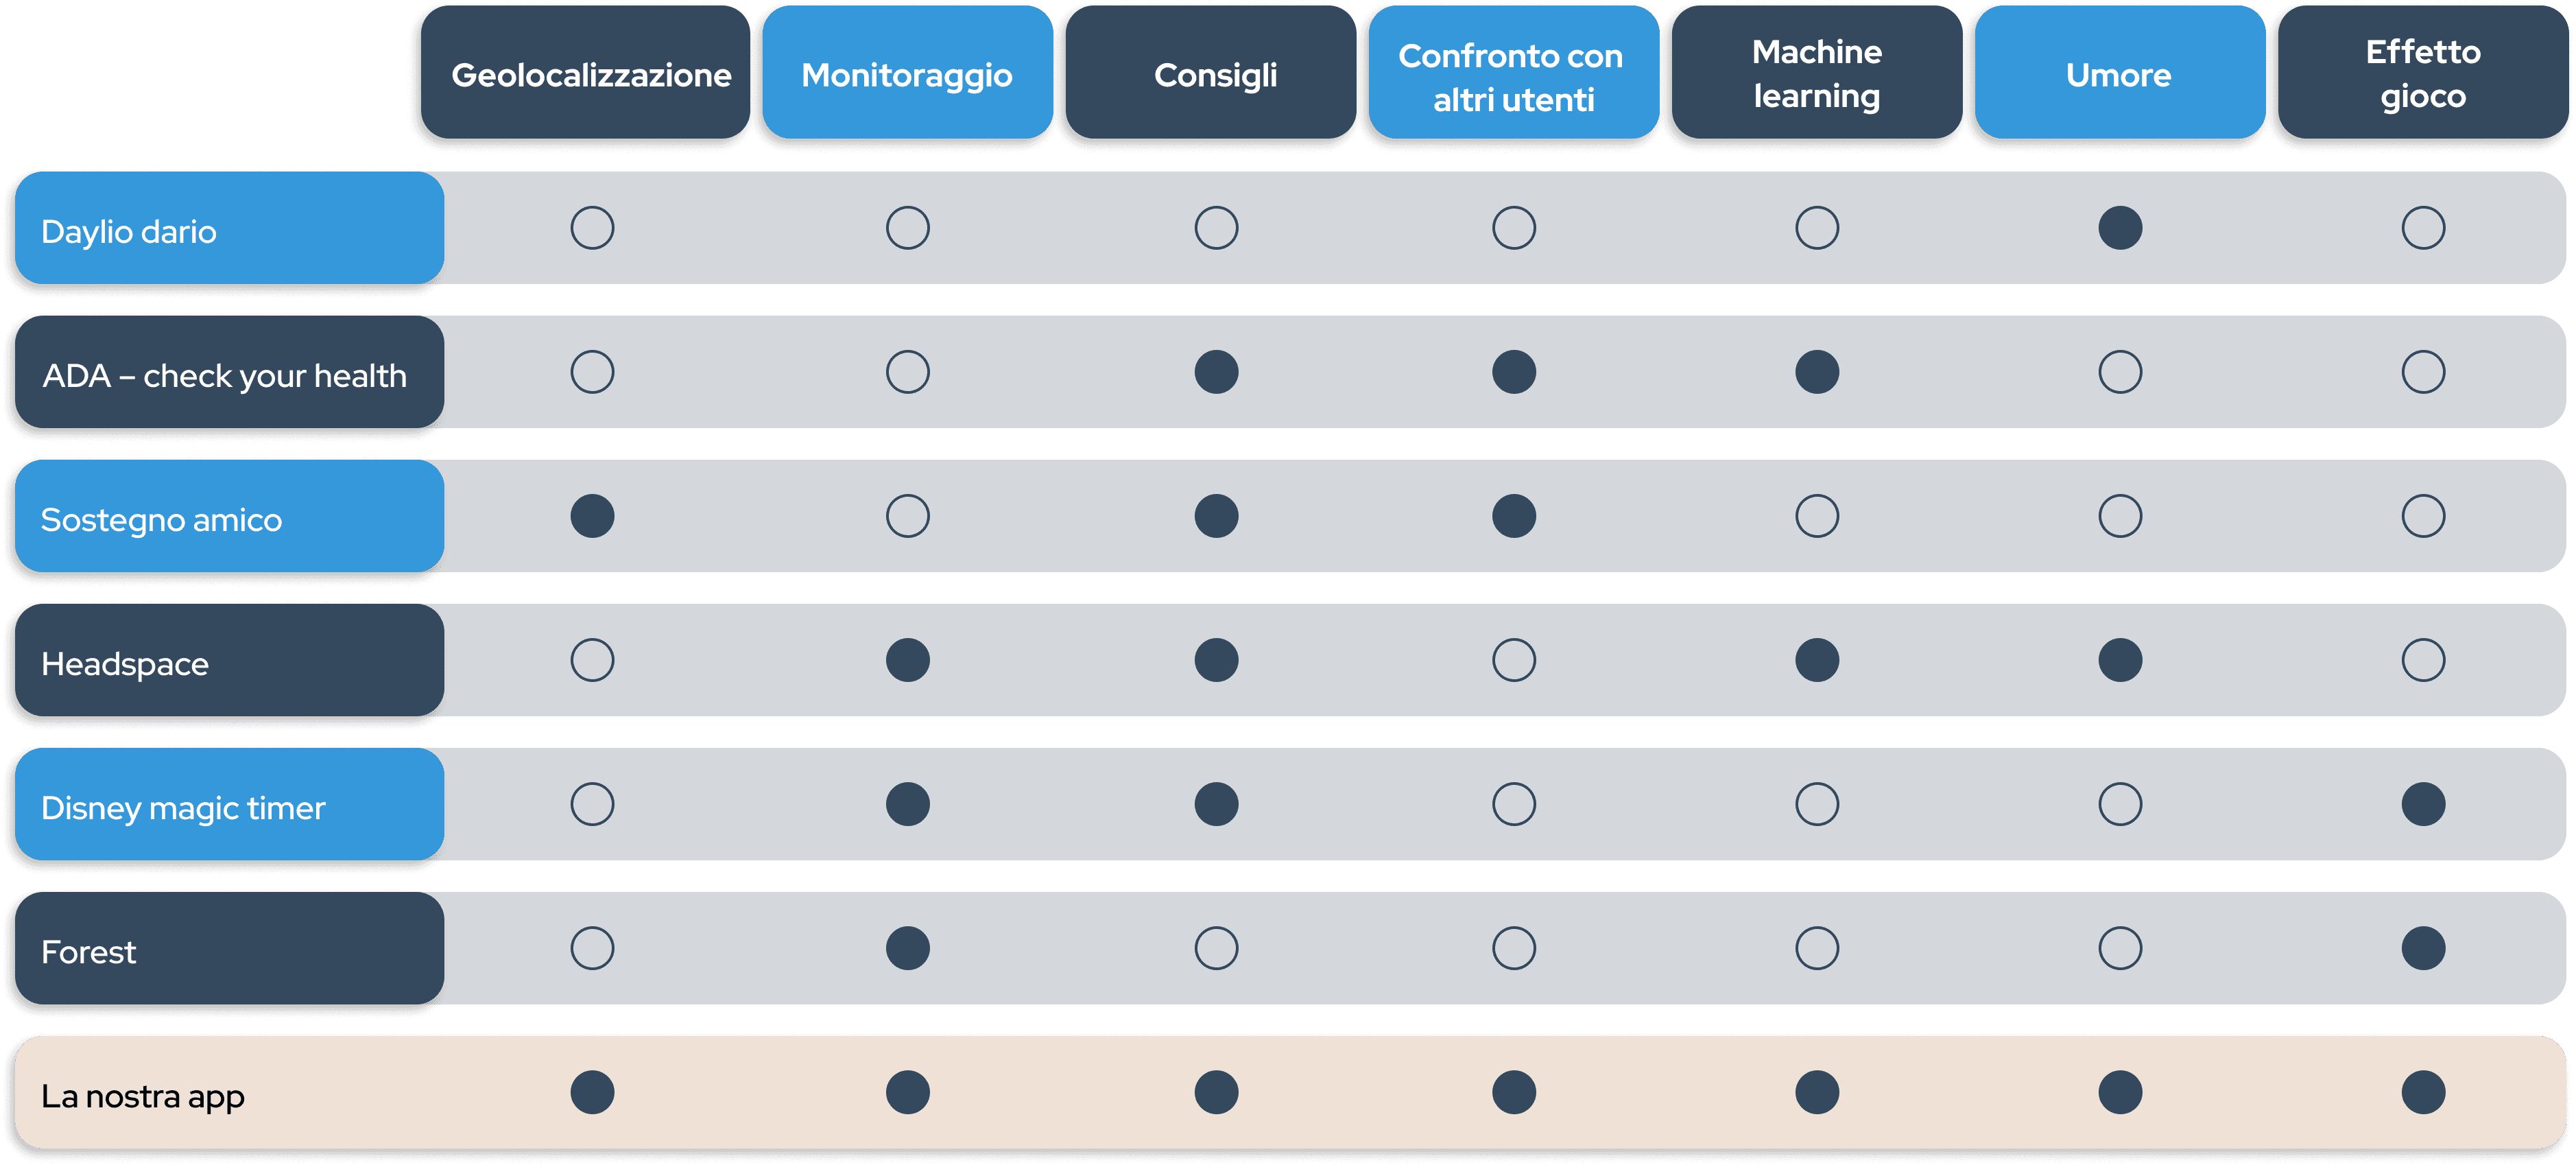 Geolocalizzazione
Monitoraggio
Consigli
Confronto con
altri utenti
Machine
learning
Umore
Effetto
gioco
Daylio dario
ADA – check your health
Sostegno amico
Headspace
Disney magic timer
Forest
La nostra app